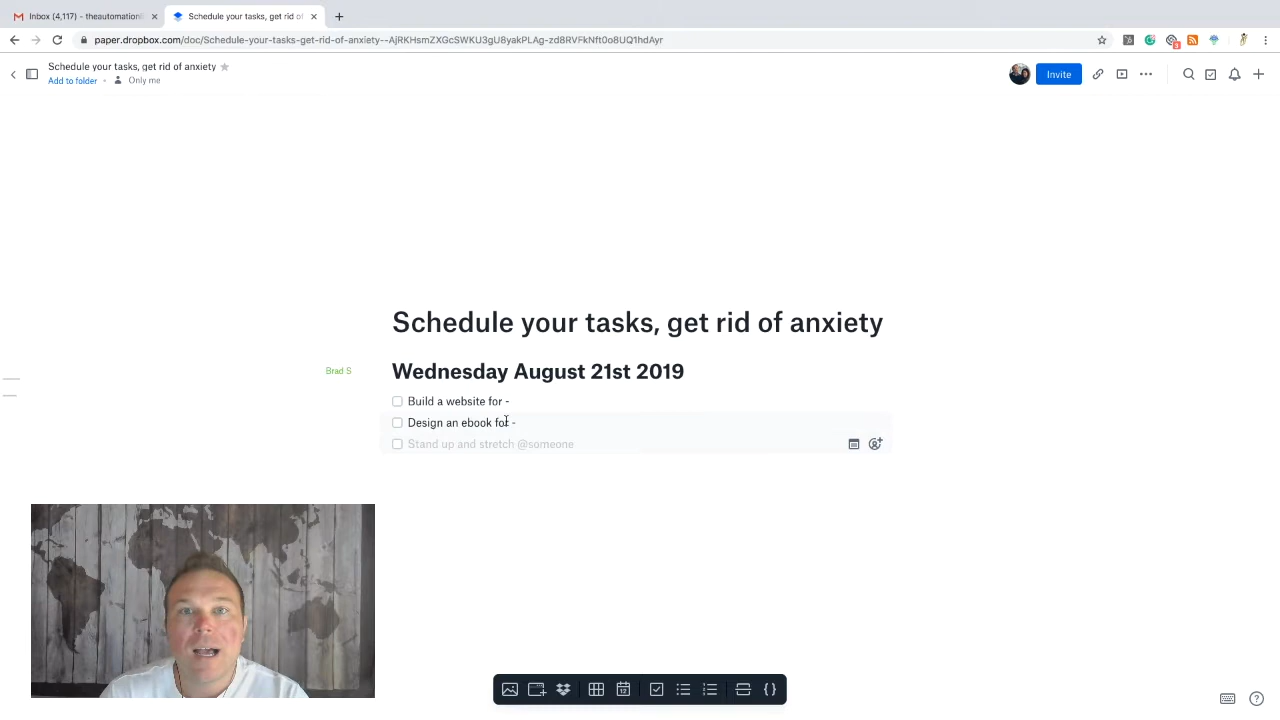 Inbox (4,117) - theautomation
Schedule your tasks, get rid of
paper.dropbox.com/doc/Schedule-your-tasks-get-rid-of-anxiety--AjRKHsmZXGcSWKU3gU8yakPLAg-zd8RVFkNft0o8UQ1hdAyr
3
Schedule your tasks, get rid of anxiety
Add to folder • Only me
Invite
Schedule your tasks, get rid of anxiety
Brad S
Wednesday August 21st 2019
Build a website for -
Design an ebook for -
Stand up and stretch @someone
12